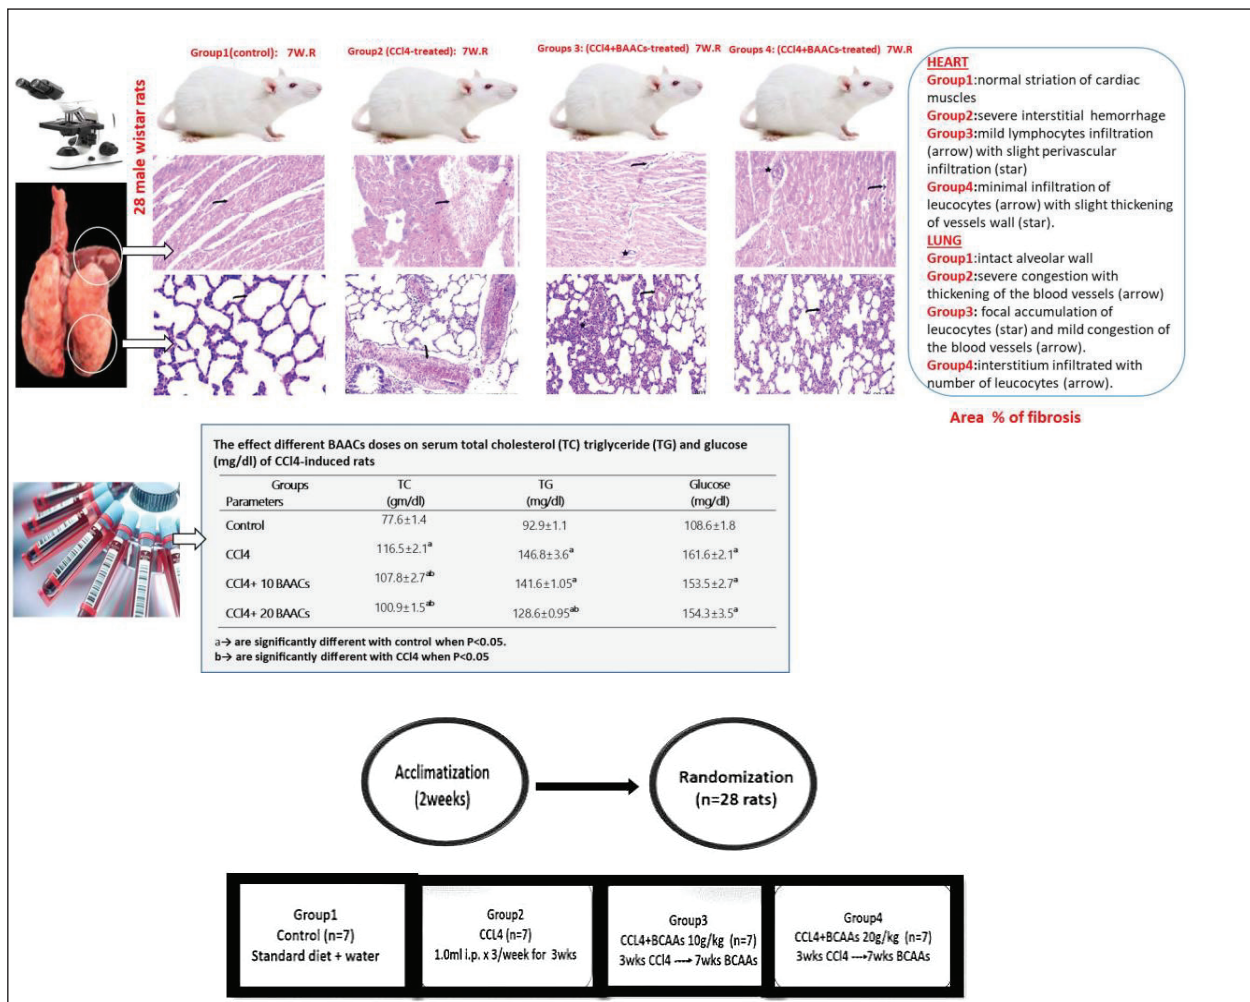 Group1(control): 7W.R
Group2 (CCl4-treated): 7W.R
Groups 3: (CCl4+BAACs-treated) 7W.R
Groups 4: (CCl4+BAACs-treated) 7W.R
28 male wistar rats
HEART
Group1:normal striation of cardiac
muscles
Group2:severe interstitial hemorrhage
Group3:mild lymphocytes infiltration
(arrow) with slight perivascular
infiltration (star)
Group4:minimal infiltration of
leucocytes (arrow) with slight thickening
of vessels wall (star).
LUNG
Group1:intact alveolar wall
Group2:severe congestion with
thickening of the blood vessels (arrow)
Group3: focal accumulation of
leucocytes (star) and mild congestion of
the blood vessels (arrow).
Group4:interstitium infiltrated with
number of leucocytes (arrow).
Area % of fibrosis
The effect different BAACs doses on serum total cholesterol (TC) triglyceride (TG) and glucose
(mg/dl) of CCl4-induced rats
Groups TC TG Glucose
Parameters (gm/dl) (mg/dl) (mg/dl)
Control 77.6±1.4 92.9±1.1 108.6±1.8
CCl4 116.5±2.1a 146.8±3.6a 161.6±2.1a
CCl4+ 10 BAACs 107.8±2.7ab 141.6±1.05a 153.5±2.7a
CCl4+ 20 BAACs 100.9±1.5ab 128.6±0.95ab 154.3±3.5a
a→ are significantly different with control when P<0.05.
b→ are significantly different with CCl4 when P<0.05
Acclimatization
(2weeks)
Randomization
(n=28 rats)
Group1
Control (n=7)
Standard diet + water
Group2
CCL4 (n=7)
1.0ml i.p. x 3/week for 3wks
Group3
CCL4+BCAAs 10g/kg (n=7)
3wks CCl4 ---→ 7wks BCAAs
Group4
CCL4+BCAAs 20g/kg (n=7)
3wks CCl4 ---→7wks BCAAs